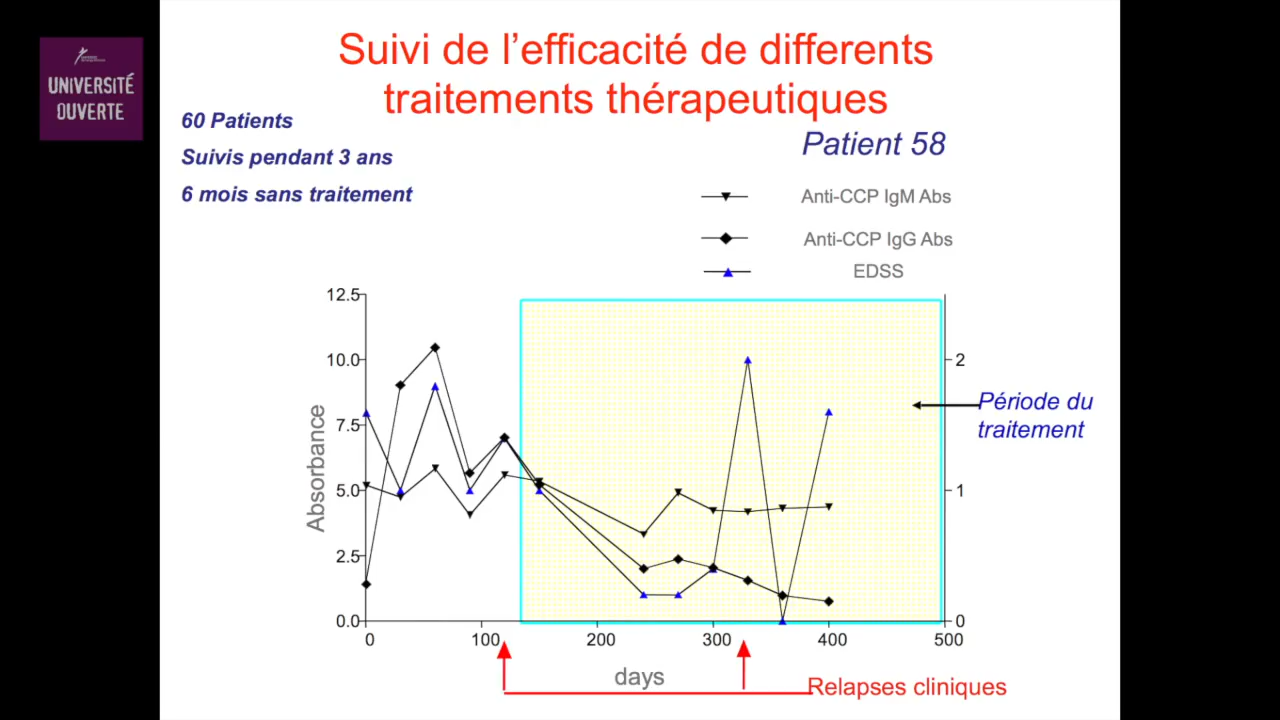 UNIVERSITÉ
OUVERTE
Suivi de l’efficacité de differents
traitements thérapeutiques
60 Patients
Suivis pendant 3 ans
6 mois sans traitement
Patient 58
Anti-CCP IgM Abs
Anti-CCP IgG Abs
EDSS
12.5
10.0
7.5
5.0
2.5
0.0
Absorbance
2
1
0
Période du
traitement
0 100 200 300 400 500
days
Relapses cliniques